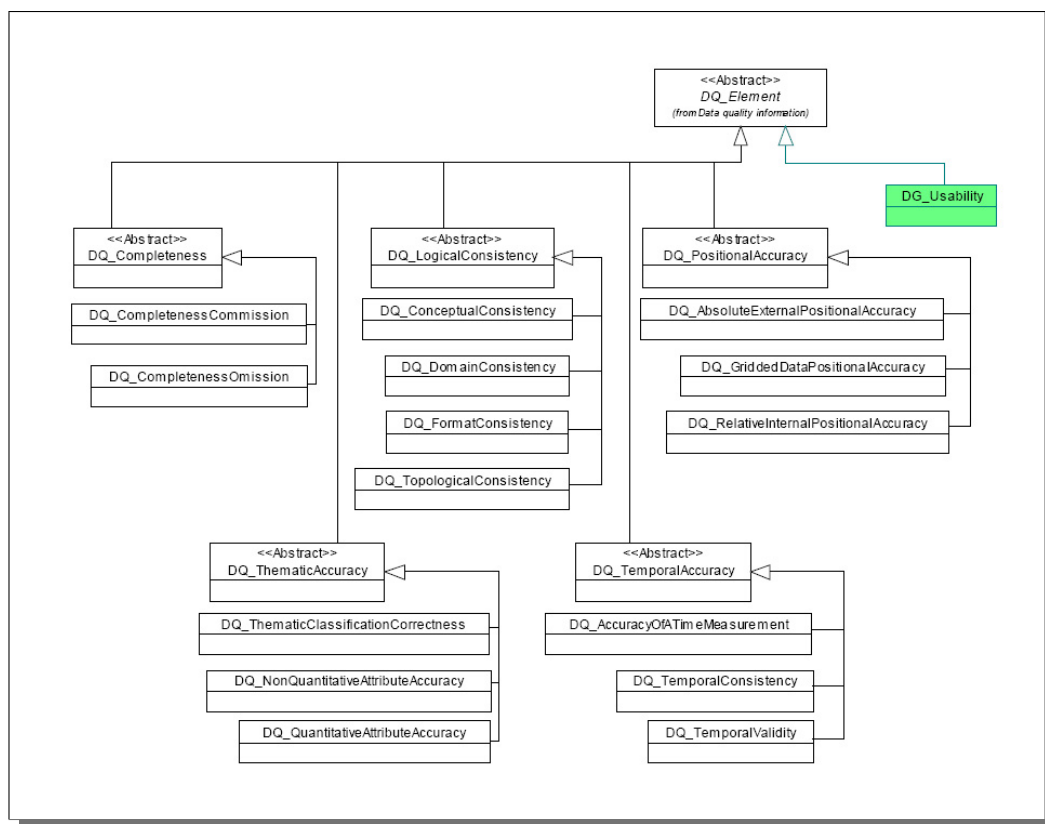 <<Abstract>>
DQ_Element
(from Data quality information)
DG_Usability
<<Abstract>>
DQ_Completeness
<<Abstract>>
DQ_LogicalConsistency
<<Abstract>>
DQ_PositionalAccuracy
DQ_CompletenessCommission
DQ_CompletenessOmission
DQ_ConceptualConsistency
DQ_DomainConsistency
DQ_FormatConsistency
DQ_TopologicalConsistency
DQ_AbsoluteExternalPositionalAccuracy
DQ_GriddedDataPositionalAccuracy
DQ_RelativeInternalPositionalAccuracy
<<Abstract>>
DQ_ThematicAccuracy
<<Abstract>>
DQ_TemporalAccuracy
DQ_ThematicClassificationCorrectness
DQ_NonQuantitativeAttributeAccuracy
DQ_QuantitativeAttributeAccuracy
DQ_AccuracyOfATimeMeasurement
DQ_TemporalConsistency
DQ_TemporalValidity